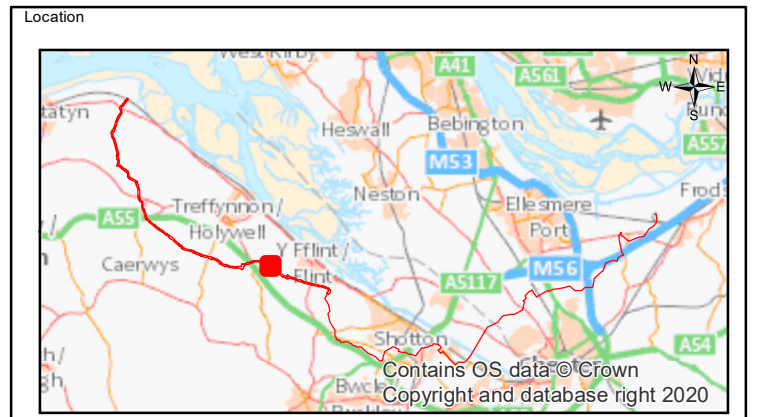 Location
West Kirby
A41
A561
N
W E
S
Heswall
Bebington
A557
M53
Neston
Ellesmere
Port
Frods
Treffynnon /
Holywell
A55
Y Fflint /
Flint
Caerwys
A5117
M56
Shotton
A54
Contains OS data © Crown
Copyright and database right 2020